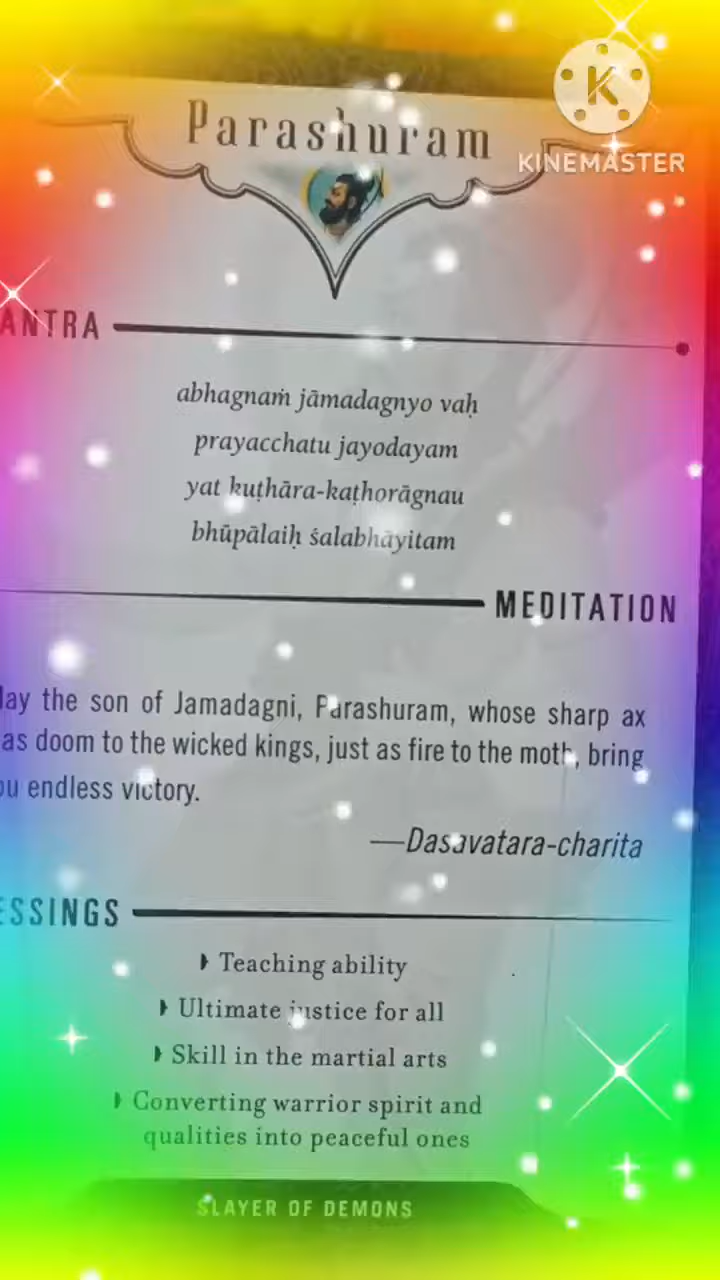 KINEMASTER
Parashuram
ANTRA
abhagnaṁ jāmadagnyo vaḥ
prayacchatu jayodayam
yat kuṭhāra-kaṭhorāgnau
bhūpālaiḥ śalabhāyitam
MEDITATION
ay the son of Jamadagni, Parashuram, whose sharp ax
as doom to the wicked kings, just as fire to the moth, bring
ou endless victory.
—Dasavatara-charita
ESSINGS
Teaching ability
Ultimate justice for all
Skill in the martial arts
Converting warrior spirit and
qualities into peaceful ones
SLAYER OF DEMONS